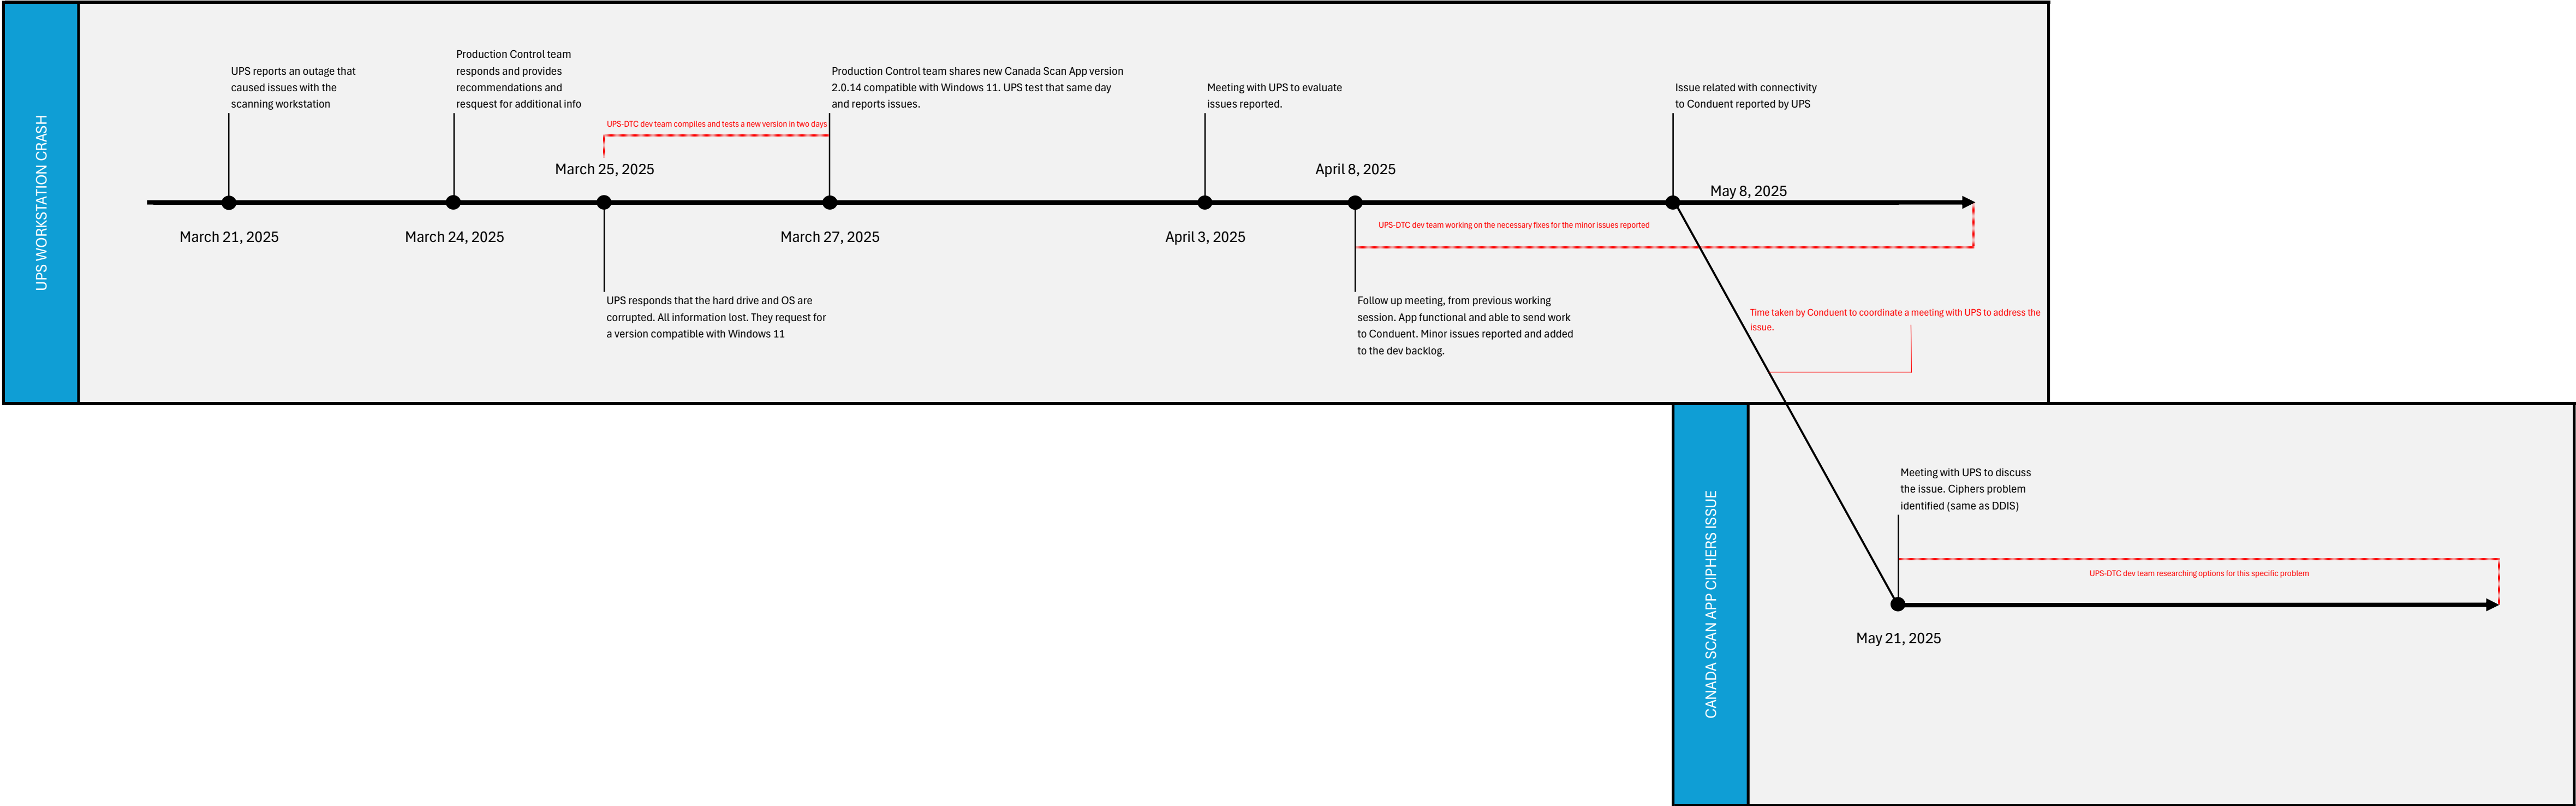 UPS WORKSTATION CRASH
UPS reports an outage that
caused issues with the
scanning workstation
March 21, 2025
Production Control team
responds and provides
recommendations and
resquest for additional info
March 24, 2025
UPS-DTC dev team compiles and tests a new version in two days
March 25, 2025
UPS responds that the hard drive and OS are
corrupted. All information lost. They request for
a version compatible with Windows 11
Production Control team shares new Canada Scan App version
2.0.14 compatible with Windows 11. UPS test that same day
and reports issues.
March 27, 2025
Meeting with UPS to evaluate
issues reported.
April 3, 2025
April 8, 2025
UPS-DTC dev team working on the necessary fixes for the minor issues reported
Follow up meeting, from previous working
session. App functional and able to send work
to Conduent. Minor issues reported and added
to the dev backlog.
Issue related with connectivity
to Conduent reported by UPS
May 8, 2025
Time taken by Conduent to coordinate a meeting with UPS to address the
issue.
CANADA SCAN APP CIPHERS ISSUE
Meeting with UPS to discuss
the issue. Ciphers problem
identified (same as DDIS)
UPS-DTC dev team researching options for this specific problem
May 21, 2025